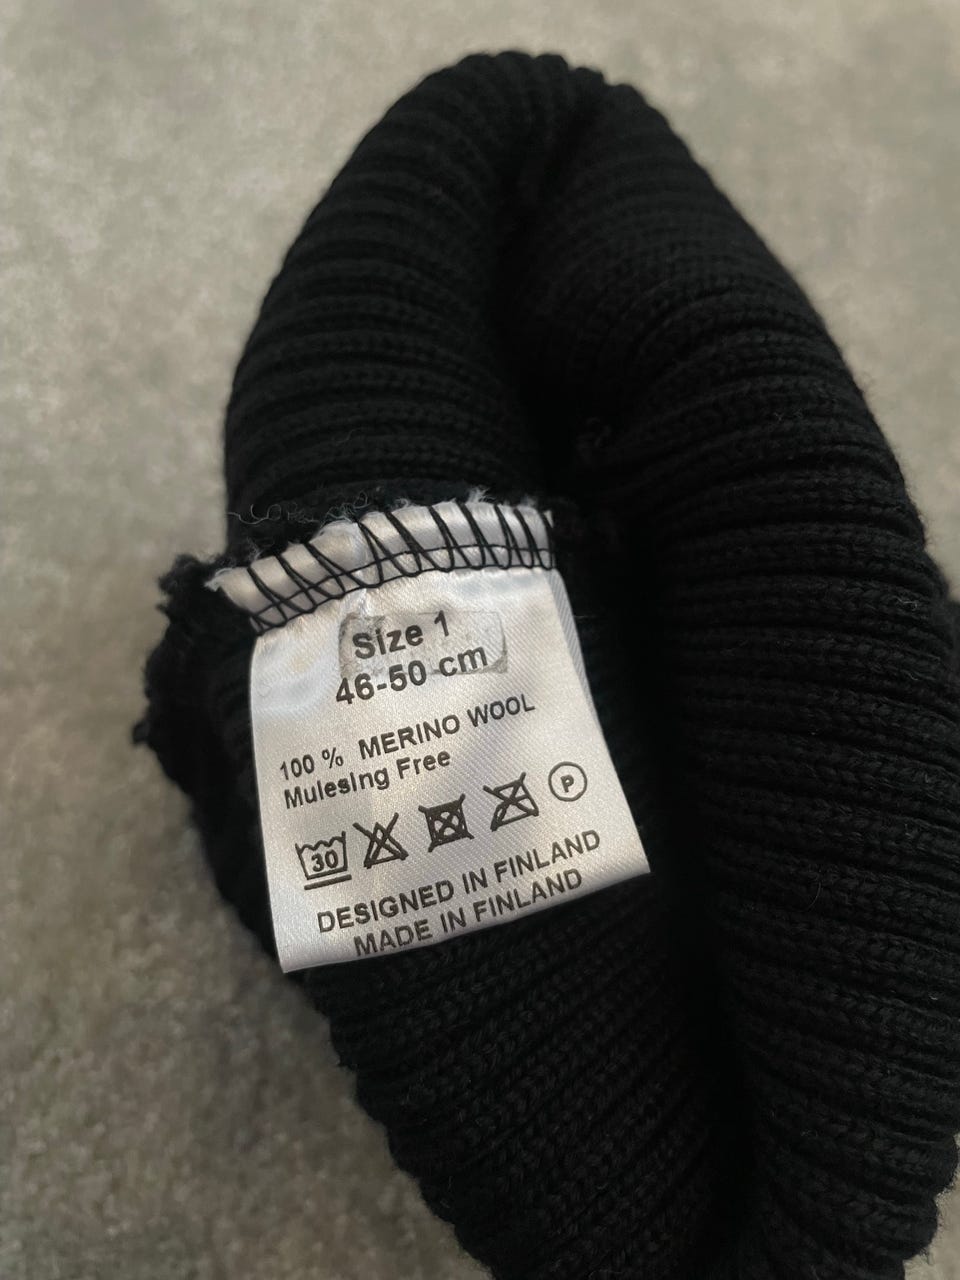 Size 1
46-50 cm
100 % MERINO WOOL
Mulesing Free
30 P
DESIGNED IN FINLAND
MADE IN FINLAND